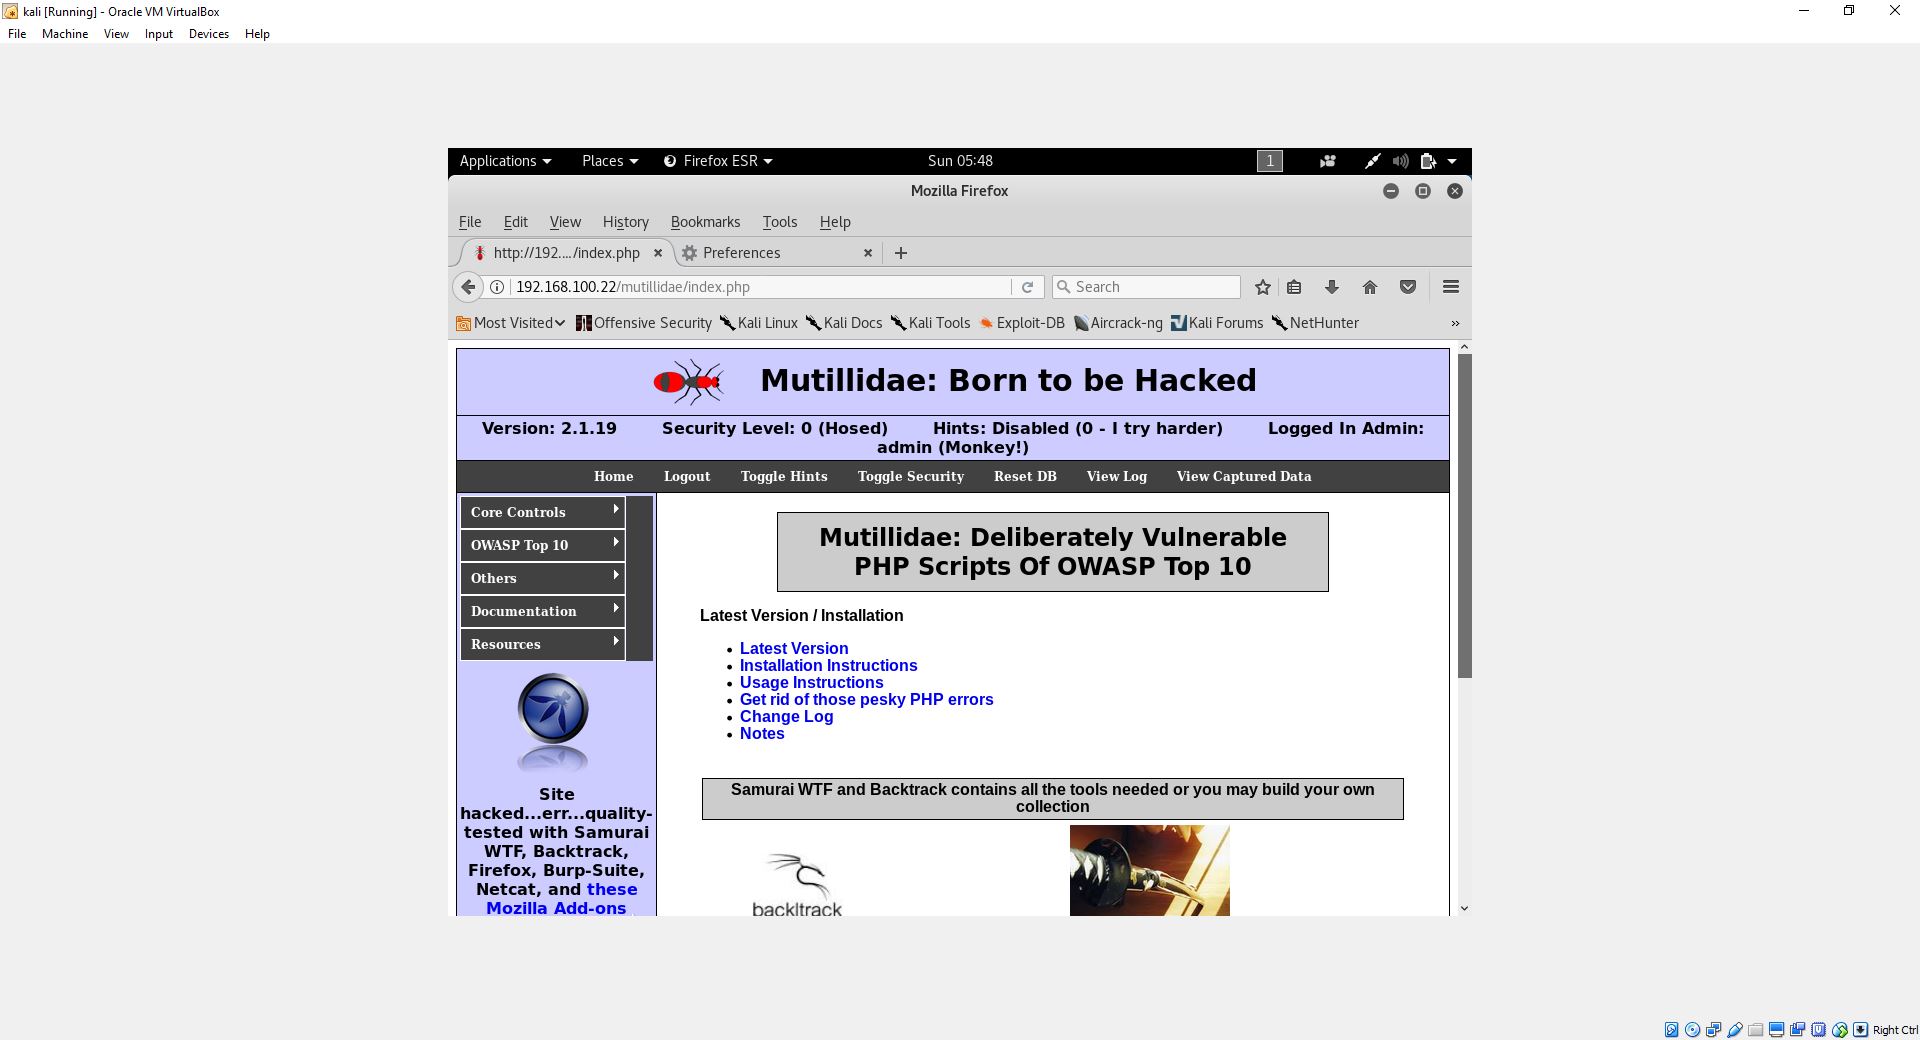 kali [Running] - Oracle VM VirtualBox
File Machine View Input Devices Help
Applications Places Firefox ESR Sun 05:48 1
Mozilla Firefox
File Edit View History Bookmarks Tools Help
http://192.…/index.php Preferences
192.168.100.22/mutillidae/index.php Search
Most Visited Offensive Security Kali Linux Kali Docs Kali Tools Exploit-DB Aircrack-ng Kali Forums NetHunter »
Mutillidae: Born to be Hacked
Version: 2.1.19 Security Level: 0 (Hosed) Hints: Disabled (0 - I try harder) Logged In Admin:
admin (Monkey!)
Home Logout Toggle Hints Toggle Security Reset DB View Log View Captured Data
Core Controls
OWASP Top 10
Others
Documentation
Resources
Site
hacked...err...quality-
tested with Samurai
WTF, Backtrack,
Firefox, Burp-Suite,
Netcat, and these
Mozilla Add-ons
Mutillidae: Deliberately Vulnerable
PHP Scripts Of OWASP Top 10
Latest Version / Installation
• Latest Version
• Installation Instructions
• Usage Instructions
• Get rid of those pesky PHP errors
• Change Log
• Notes
Samurai WTF and Backtrack contains all the tools needed or you may build your own
collection
back|track
Right Ctrl